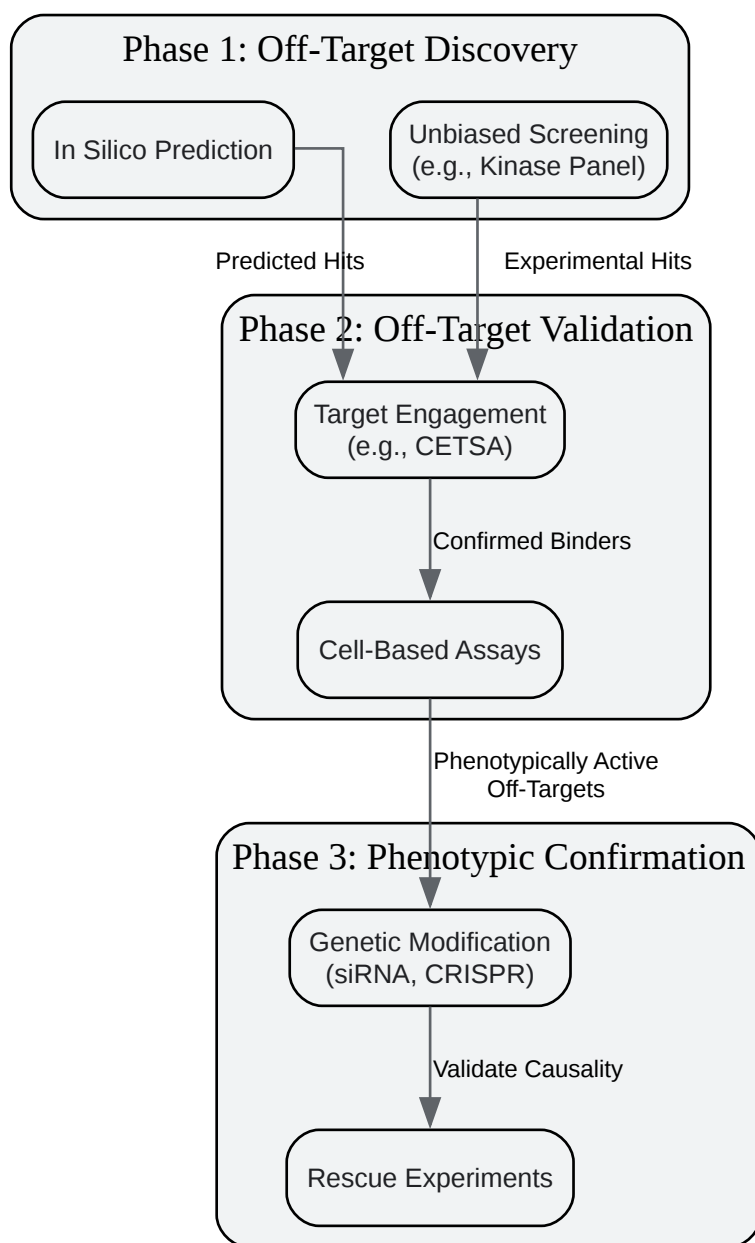 Phase 1: Off-Target Discovery
In Silico Prediction
Unbiased Screening
(e.g., Kinase Panel)
Predicted Hits
Experimental Hits
Phase 2: Off-Target Validation
Target Engagement
(e.g., CETSA)
Confirmed Binders
Cell-Based Assays
Phenotypically Active
Off-Targets
Phase 3: Phenotypic Confirmation
Genetic Modification
(siRNA, CRISPR)
Validate Causality
Rescue Experiments